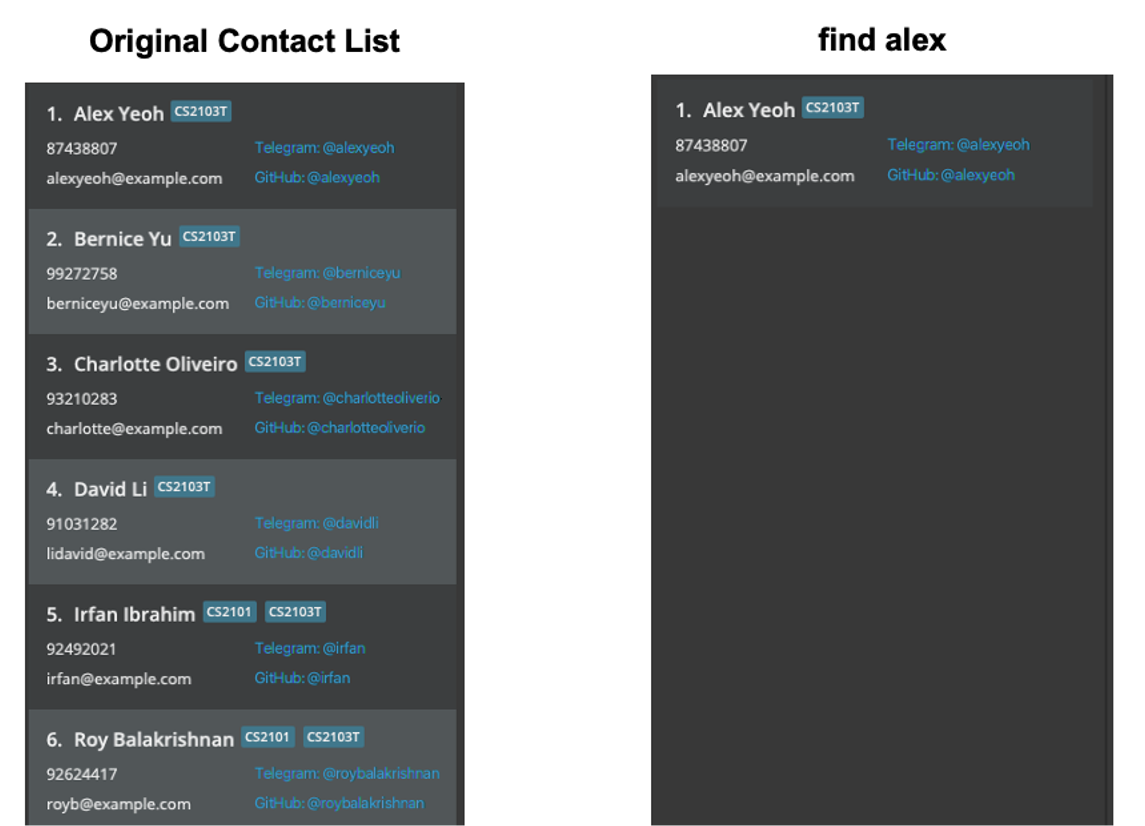 Original Contact List
1. Alex Yeoh CS2103T
87438807 Telegram: @alexyeoh
alexyeoh@example.com GitHub: @alexyeoh
2. Bernice Yu CS2103T
99272758 Telegram: @berniceyu
berniceyu@example.com GitHub: @berniceyu
3. Charlotte Oliveiro CS2103T
93210283 Telegram: @charlotteoliverio
charlotte@example.com GitHub: @charlotteoliverio
4. David Li CS2103T
91031282 Telegram: @davidli
lidavid@example.com GitHub: @davidli
5. Irfan Ibrahim CS2101 CS2103T
92492021 Telegram: @irfan
irfan@example.com GitHub: @irfan
6. Roy Balakrishnan CS2101 CS2103T
92624417 Telegram: @roybalakrishnan
royb@example.com GitHub: @roybalakrishnan
find alex
1. Alex Yeoh CS2103T
87438807 Telegram: @alexyeoh
alexyeoh@example.com GitHub: @alexyeoh